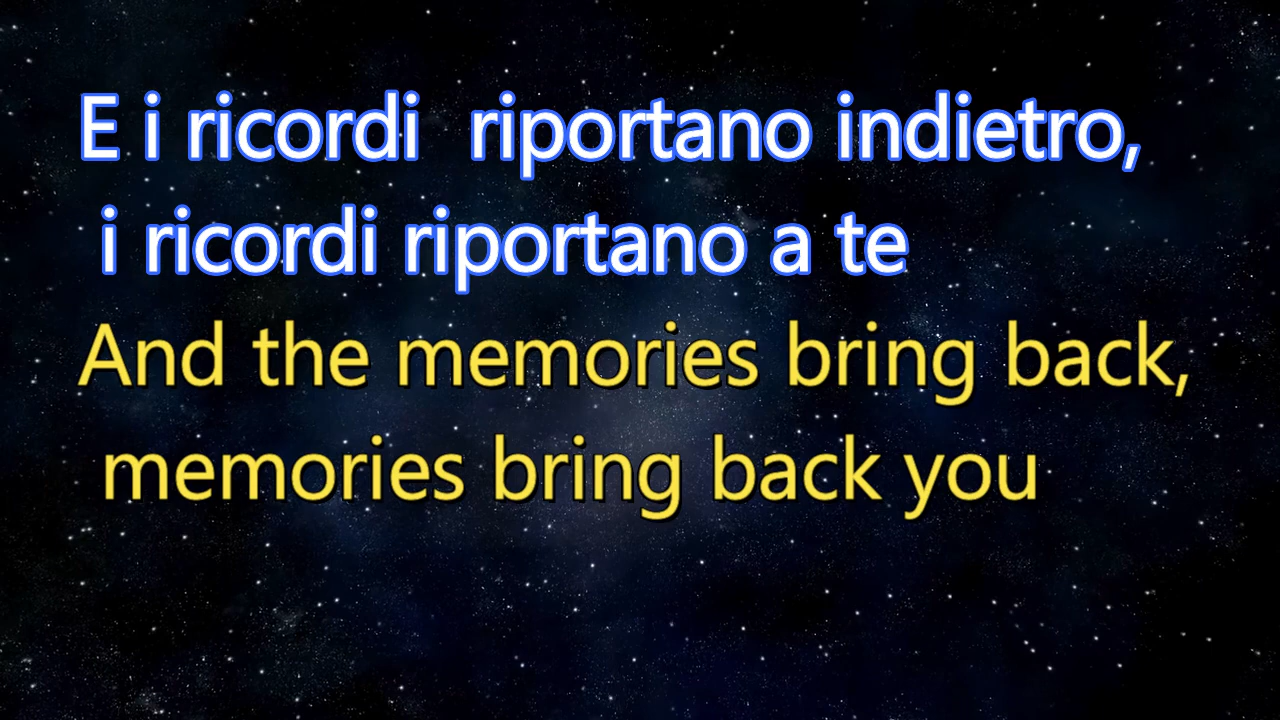 E i ricordi  riportano indietro,
i ricordi riportano a te
And the memories bring back,
memories bring back you